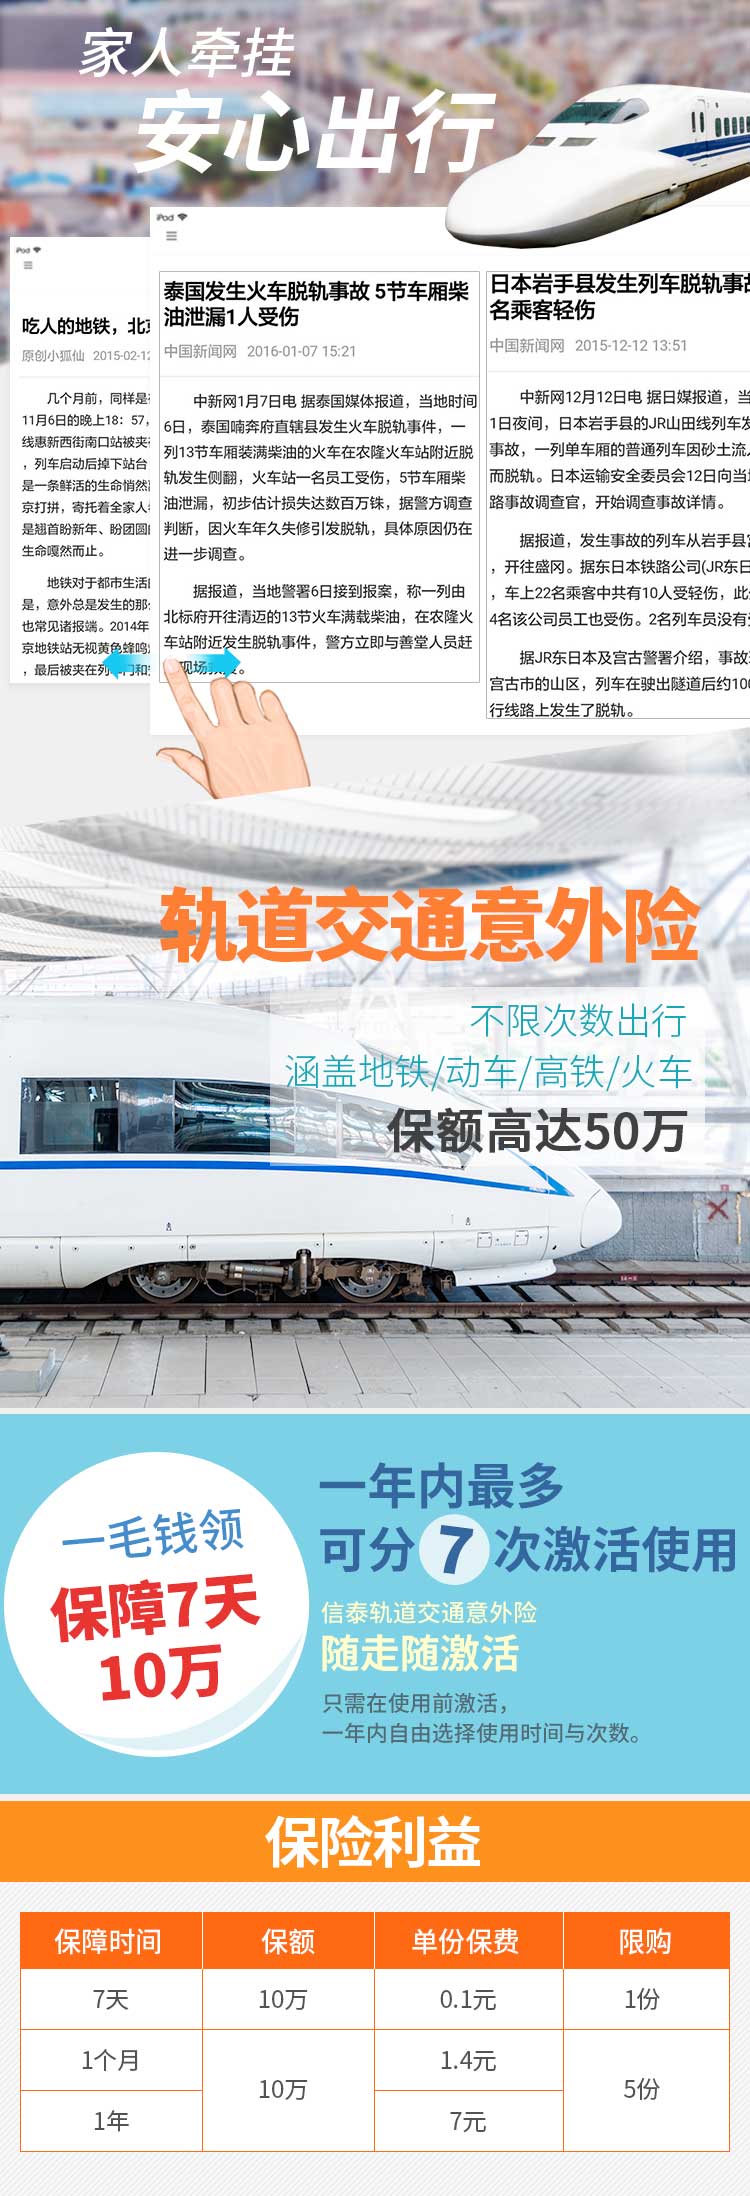 家人牵挂
安心出行
iPod
吃人的地铁，北京
原创小狐仙 2015-02-12
几个月前，同样是在
11月6日的晚上18：57，
线惠新西街南口站被夹在
，列车启动后掉下站台
是一条鲜活的生命悄然
京打拼，寄托着全家人
是翘首盼新年、盼团圆的
生命嘎然而止。
地铁对于都市生活的
是，意外总是发生的那
也常见诸报端。2014年
京地铁站无视黄色蜂鸣
，最后被夹在列车门和
iPod
泰国发生火车脱轨事故 5节车厢柴
油泄漏1人受伤
中国新闻网 2016-01-07 15:21
中新网1月7日电 据泰国媒体报道，当地时间
6日，泰国喃奔府直辖县发生火车脱轨事件，一
列13节车厢装满柴油的火车在农隆火车站附近脱
轨发生侧翻，火车站一名员工受伤，5节车厢柴
油泄漏，初步估计损失达数百万铢，据警方调查
判断，因火车年久失修引发脱轨，具体原因仍在
进一步调查。
据报道，当地警署6日接到报案，称一列由
北标府开往清迈的13节火车满载柴油，在农隆火
车站附近发生脱轨事件，警方立即与善堂人员赶
现场救援。
日本岩手县发生列车脱轨事故
名乘客轻伤
中国新闻网 2015-12-12 13:51
中新网12月12日电 据日媒报道，当
1日夜间，日本岩手县的JR山田线列车发
事故，一列单车厢的普通列车因砂土流
而脱轨。日本运输安全委员会12日向当
路事故调查官，开始调查事故详情。
据报道，发生事故的列车从岩手县宫
，开往盛冈。据东日本铁路公司(JR东日
，车上22名乘客中共有10人受轻伤，此
4名该公司员工也受伤。2名列车员没有
据JR东日本及宫古警署介绍，事故
宫古市的山区，列车在驶出隧道后约100
行线路上发生了脱轨。
轨道交通意外险
不限次数出行
涵盖地铁/动车/高铁/火车
保额高达50万
一毛钱领
保障7天
10万
一年内最多
可分7次激活使用
信泰轨道交通意外险
随走随激活
只需在使用前激活，
一年内自由选择使用时间与次数。
保险利益
保障时间 保额 单份保费 限购
7天 10万 0.1元 1份
1个月 10万 1.4元 5份
1年 7元